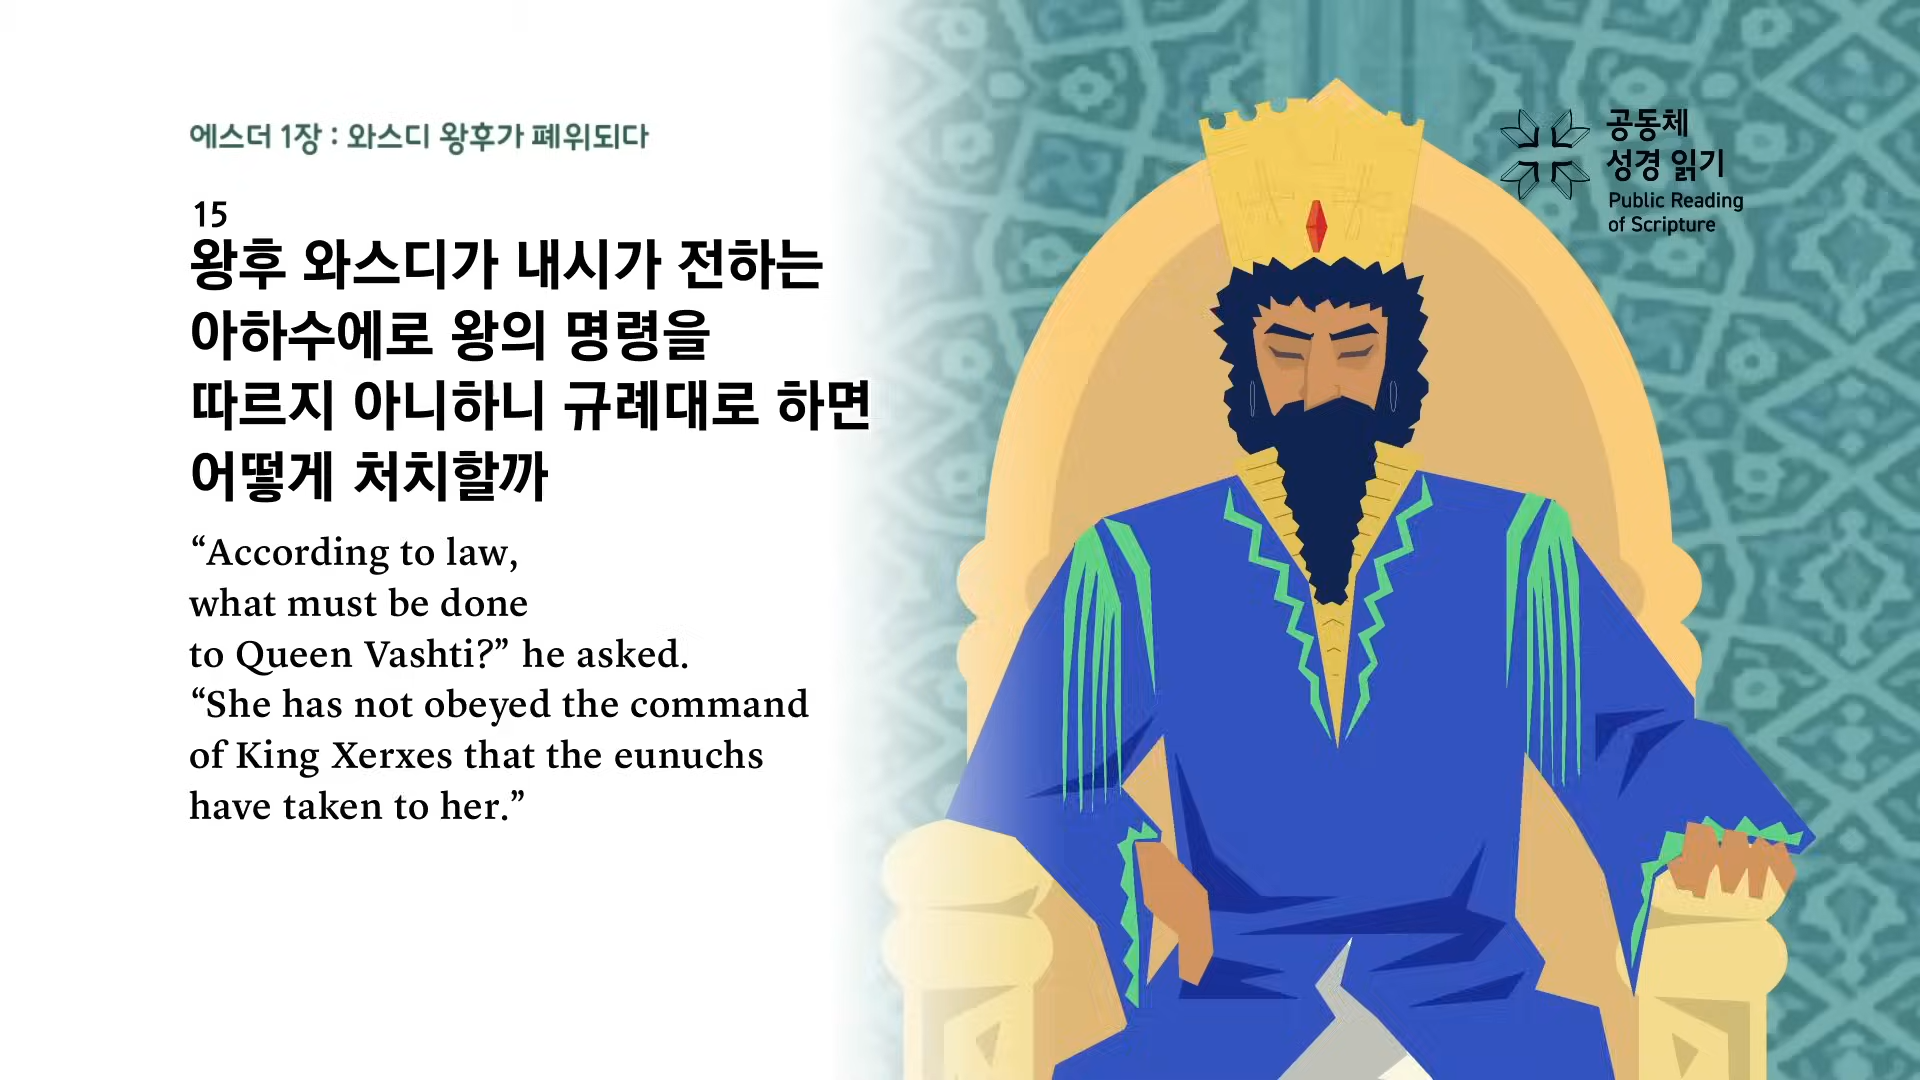 에스더 1장 : 와스디 왕후가 폐위되다
15
왕후 와스디가 내시가 전하는
아하수에로 왕의 명령을
따르지 아니하니 규례대로 하면
어떻게 처치할까
“According to law,
what must be done
to Queen Vashti?” he asked.
“She has not obeyed the command
of King Xerxes that the eunuchs
have taken to her.”
공동체
성경 읽기
Public Reading
of Scripture